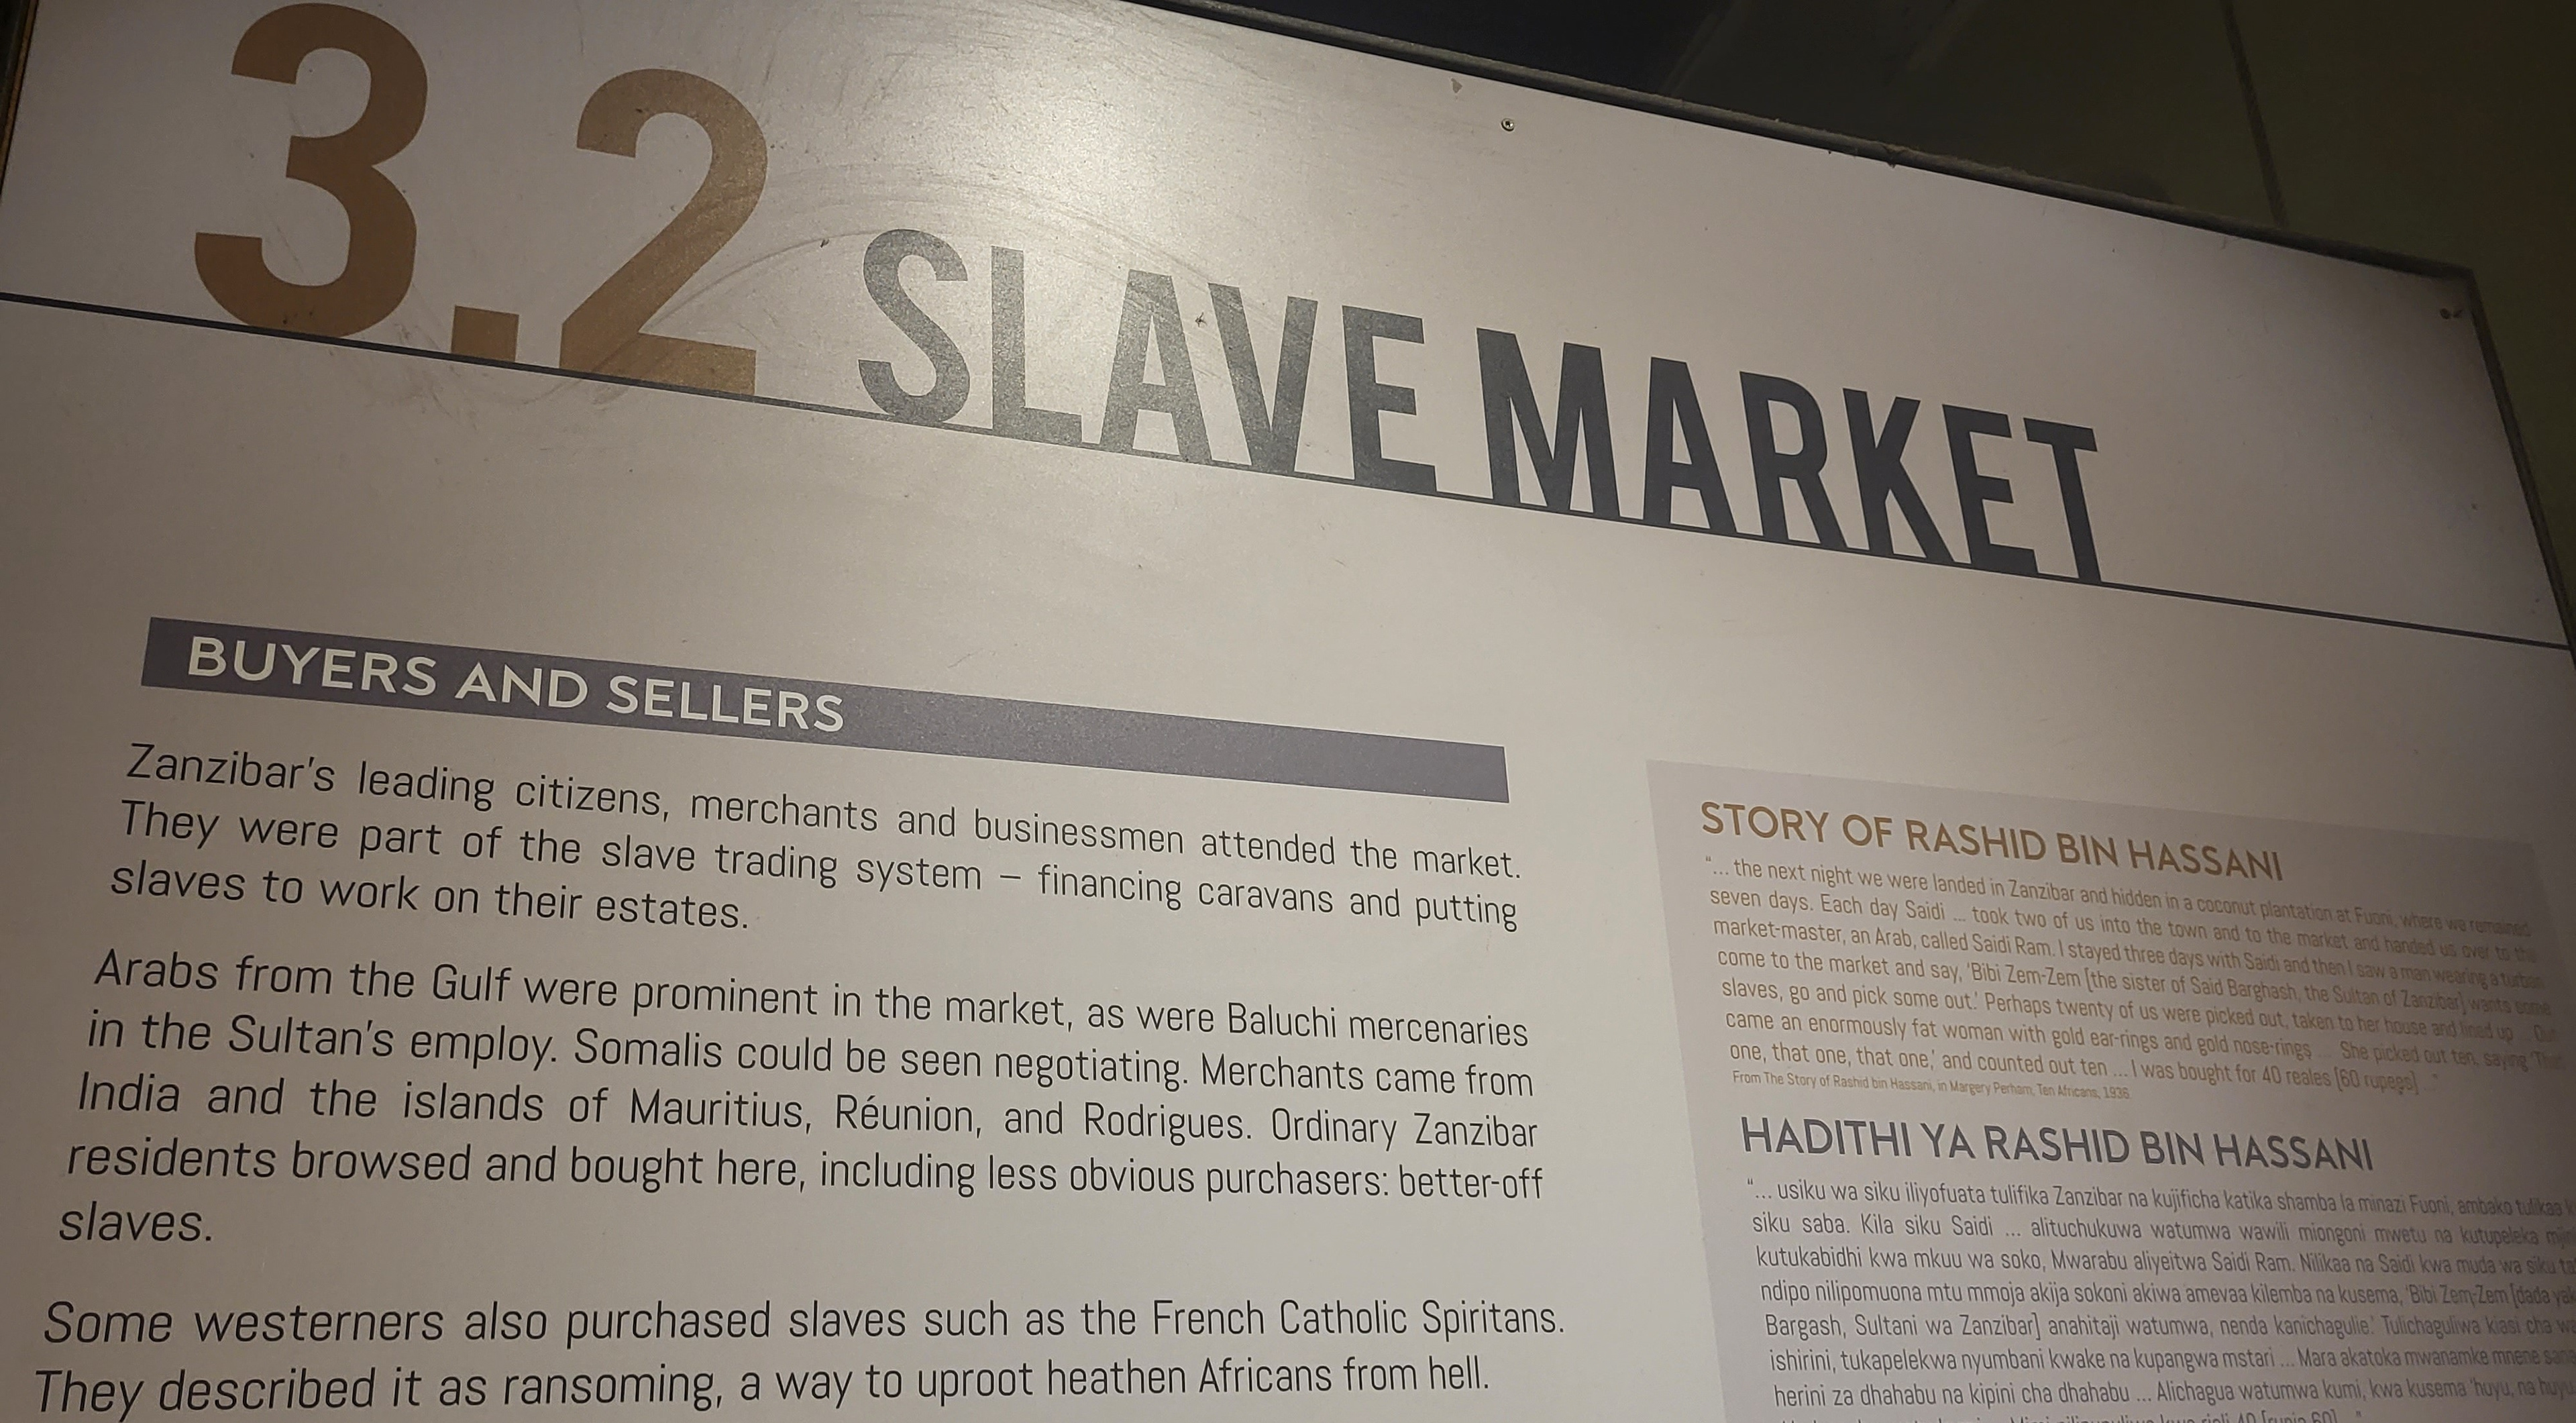 3.2 SLAVE MARKET
BUYERS AND SELLERS
Zanzibar's leading citizens, merchants and businessmen attended the market.
They were part of the slave trading system – financing caravans and putting
slaves to work on their estates.
Arabs from the Gulf were prominent in the market, as were Baluchi mercenaries
in the Sultan's employ. Somalis could be seen negotiating. Merchants came from
India and the islands of Mauritius, Réunion, and Rodrigues. Ordinary Zanzibar
residents browsed and bought here, including less obvious purchasers: better-off
slaves.
Some westerners also purchased slaves such as the French Catholic Spiritans.
They described it as ransoming, a way to uproot heathen Africans from hell.
STORY OF RASHID BIN HASSANI
"... the next night we were landed in Zanzibar and hidden in a coconut plantation at Fuoni, where we remained
seven days. Each day Saidi ... took two of us into the town and to the market and handed us over to the
market-master, an Arab, called Saidi Ram. I stayed three days with Saidi and then I saw a man wearing a turban
come to the market and say, 'Bibi Zem-Zem [the sister of Said Barghash, the Sultan of Zanzibar] wants some
slaves, go and pick some out.' Perhaps twenty of us were picked out, taken to her house and lined up ... Out
came an enormously fat woman with gold ear-rings and gold nose-rings ... She picked out ten, saying 'That
one, that one, that one,' and counted out ten ... I was bought for 40 reales [60 rupees] ..."
From The Story of Rashid bin Hassani, in Margery Perham, Ten Africans, 1936
HADITHI YA RASHID BIN HASSANI
"... usiku wa siku iliyofuata tulifika Zanzibar na kujificha katika shamba la minazi Fuoni, ambako tulikaa
siku saba. Kila siku Saidi ... alituchukuwa watumwa wawili miongoni mwetu na kutupeleka
kutukabidhi kwa mkuu wa soko, Mwarabu aliyeitwa Saidi Ram. Nilikaa na Saidi kwa muda wa siku
ndipo nilipomuona mtu mmoja akija sokoni akiwa amevaa kilemba na kusema, 'Bibi Zem-Zem [dada
Bargash, Sultani wa Zanzibar] anahitaji watumwa, nenda kanichagulie.' Tulichaguliwa kiasi cha
ishirini, tukapelekwa nyumbani kwake na kupangwa mstari ... Mara akatoka mwanamke mnene
herini za dhahabu na kipini cha dhahabu ... Alichagua watumwa kumi, kwa kusema 'huyu, na huyu